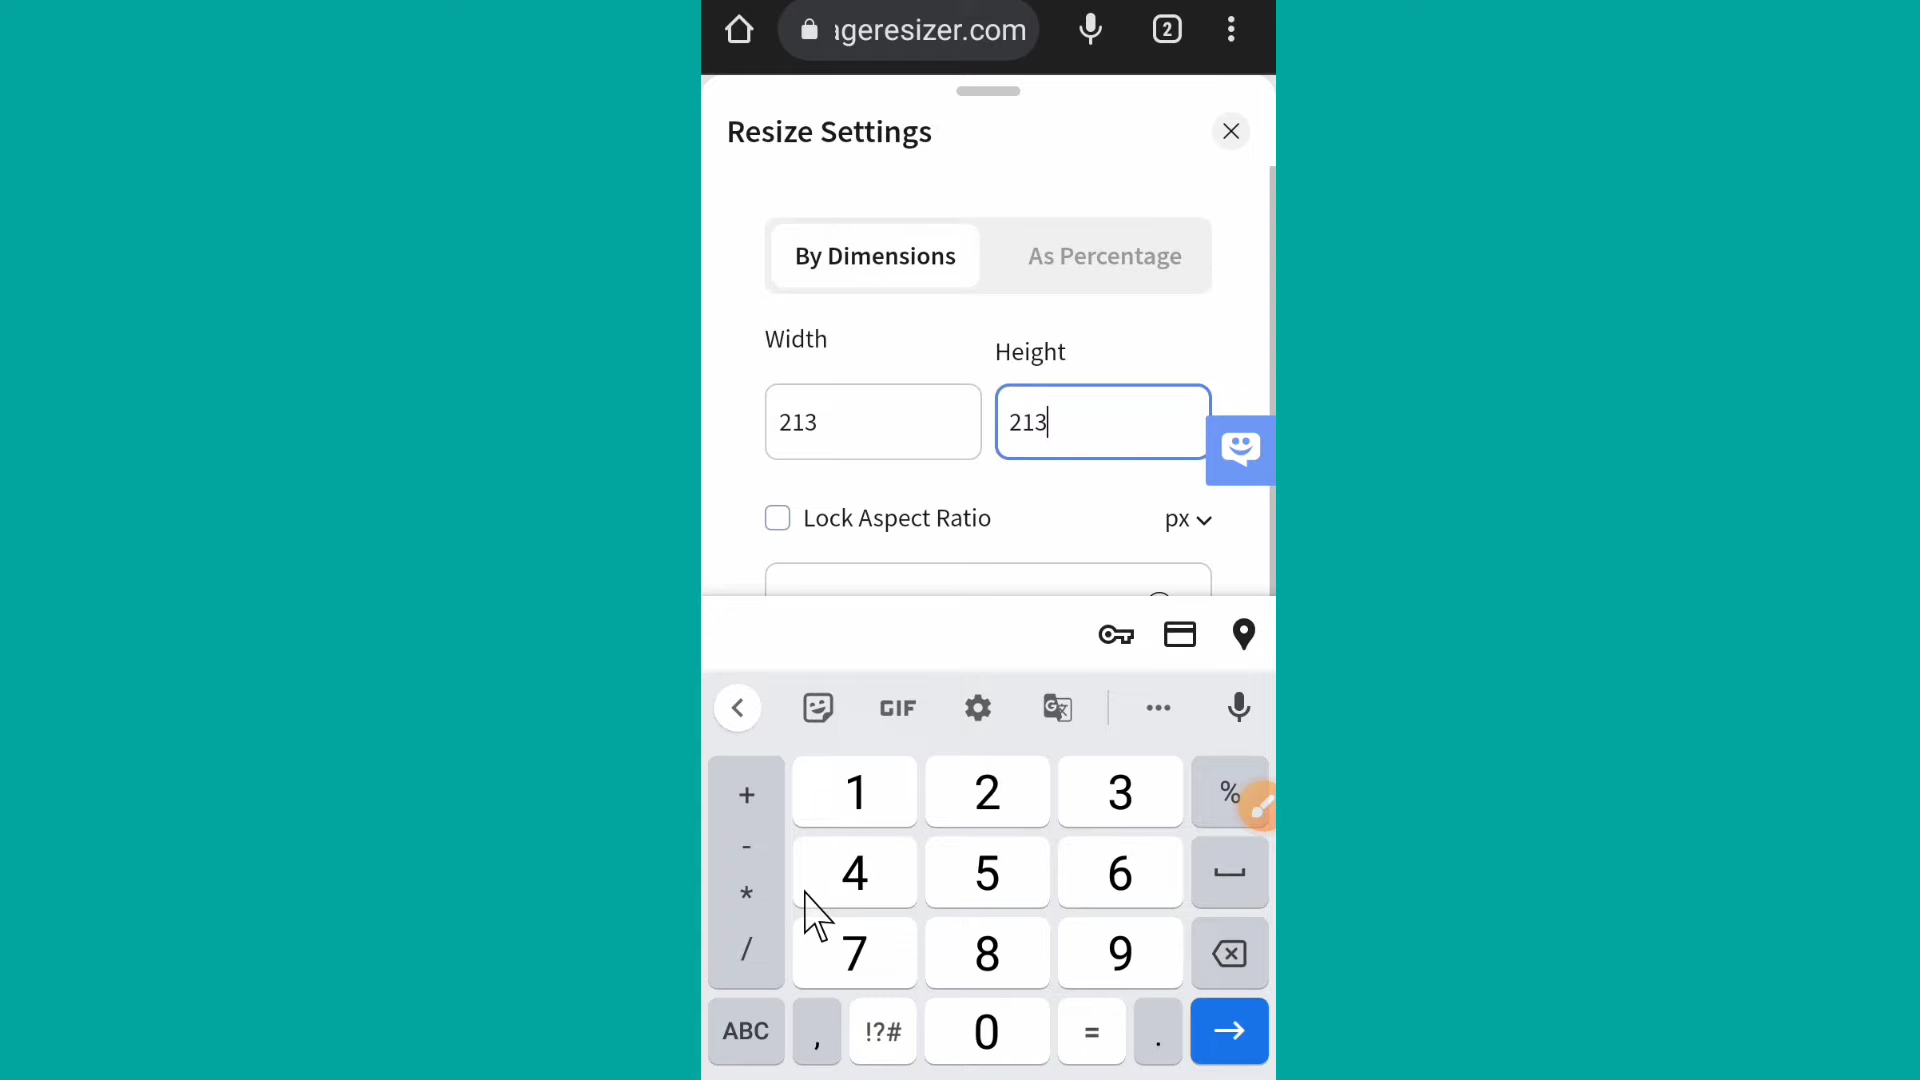 ageresizer.com 2
Resize Settings
By Dimensions As Percentage
Width Height
213 213
Lock Aspect Ratio px
GIF
+ 1 2 3 %
- 4 5 6
*
/ 7 8 9
ABC , !?# 0 = .